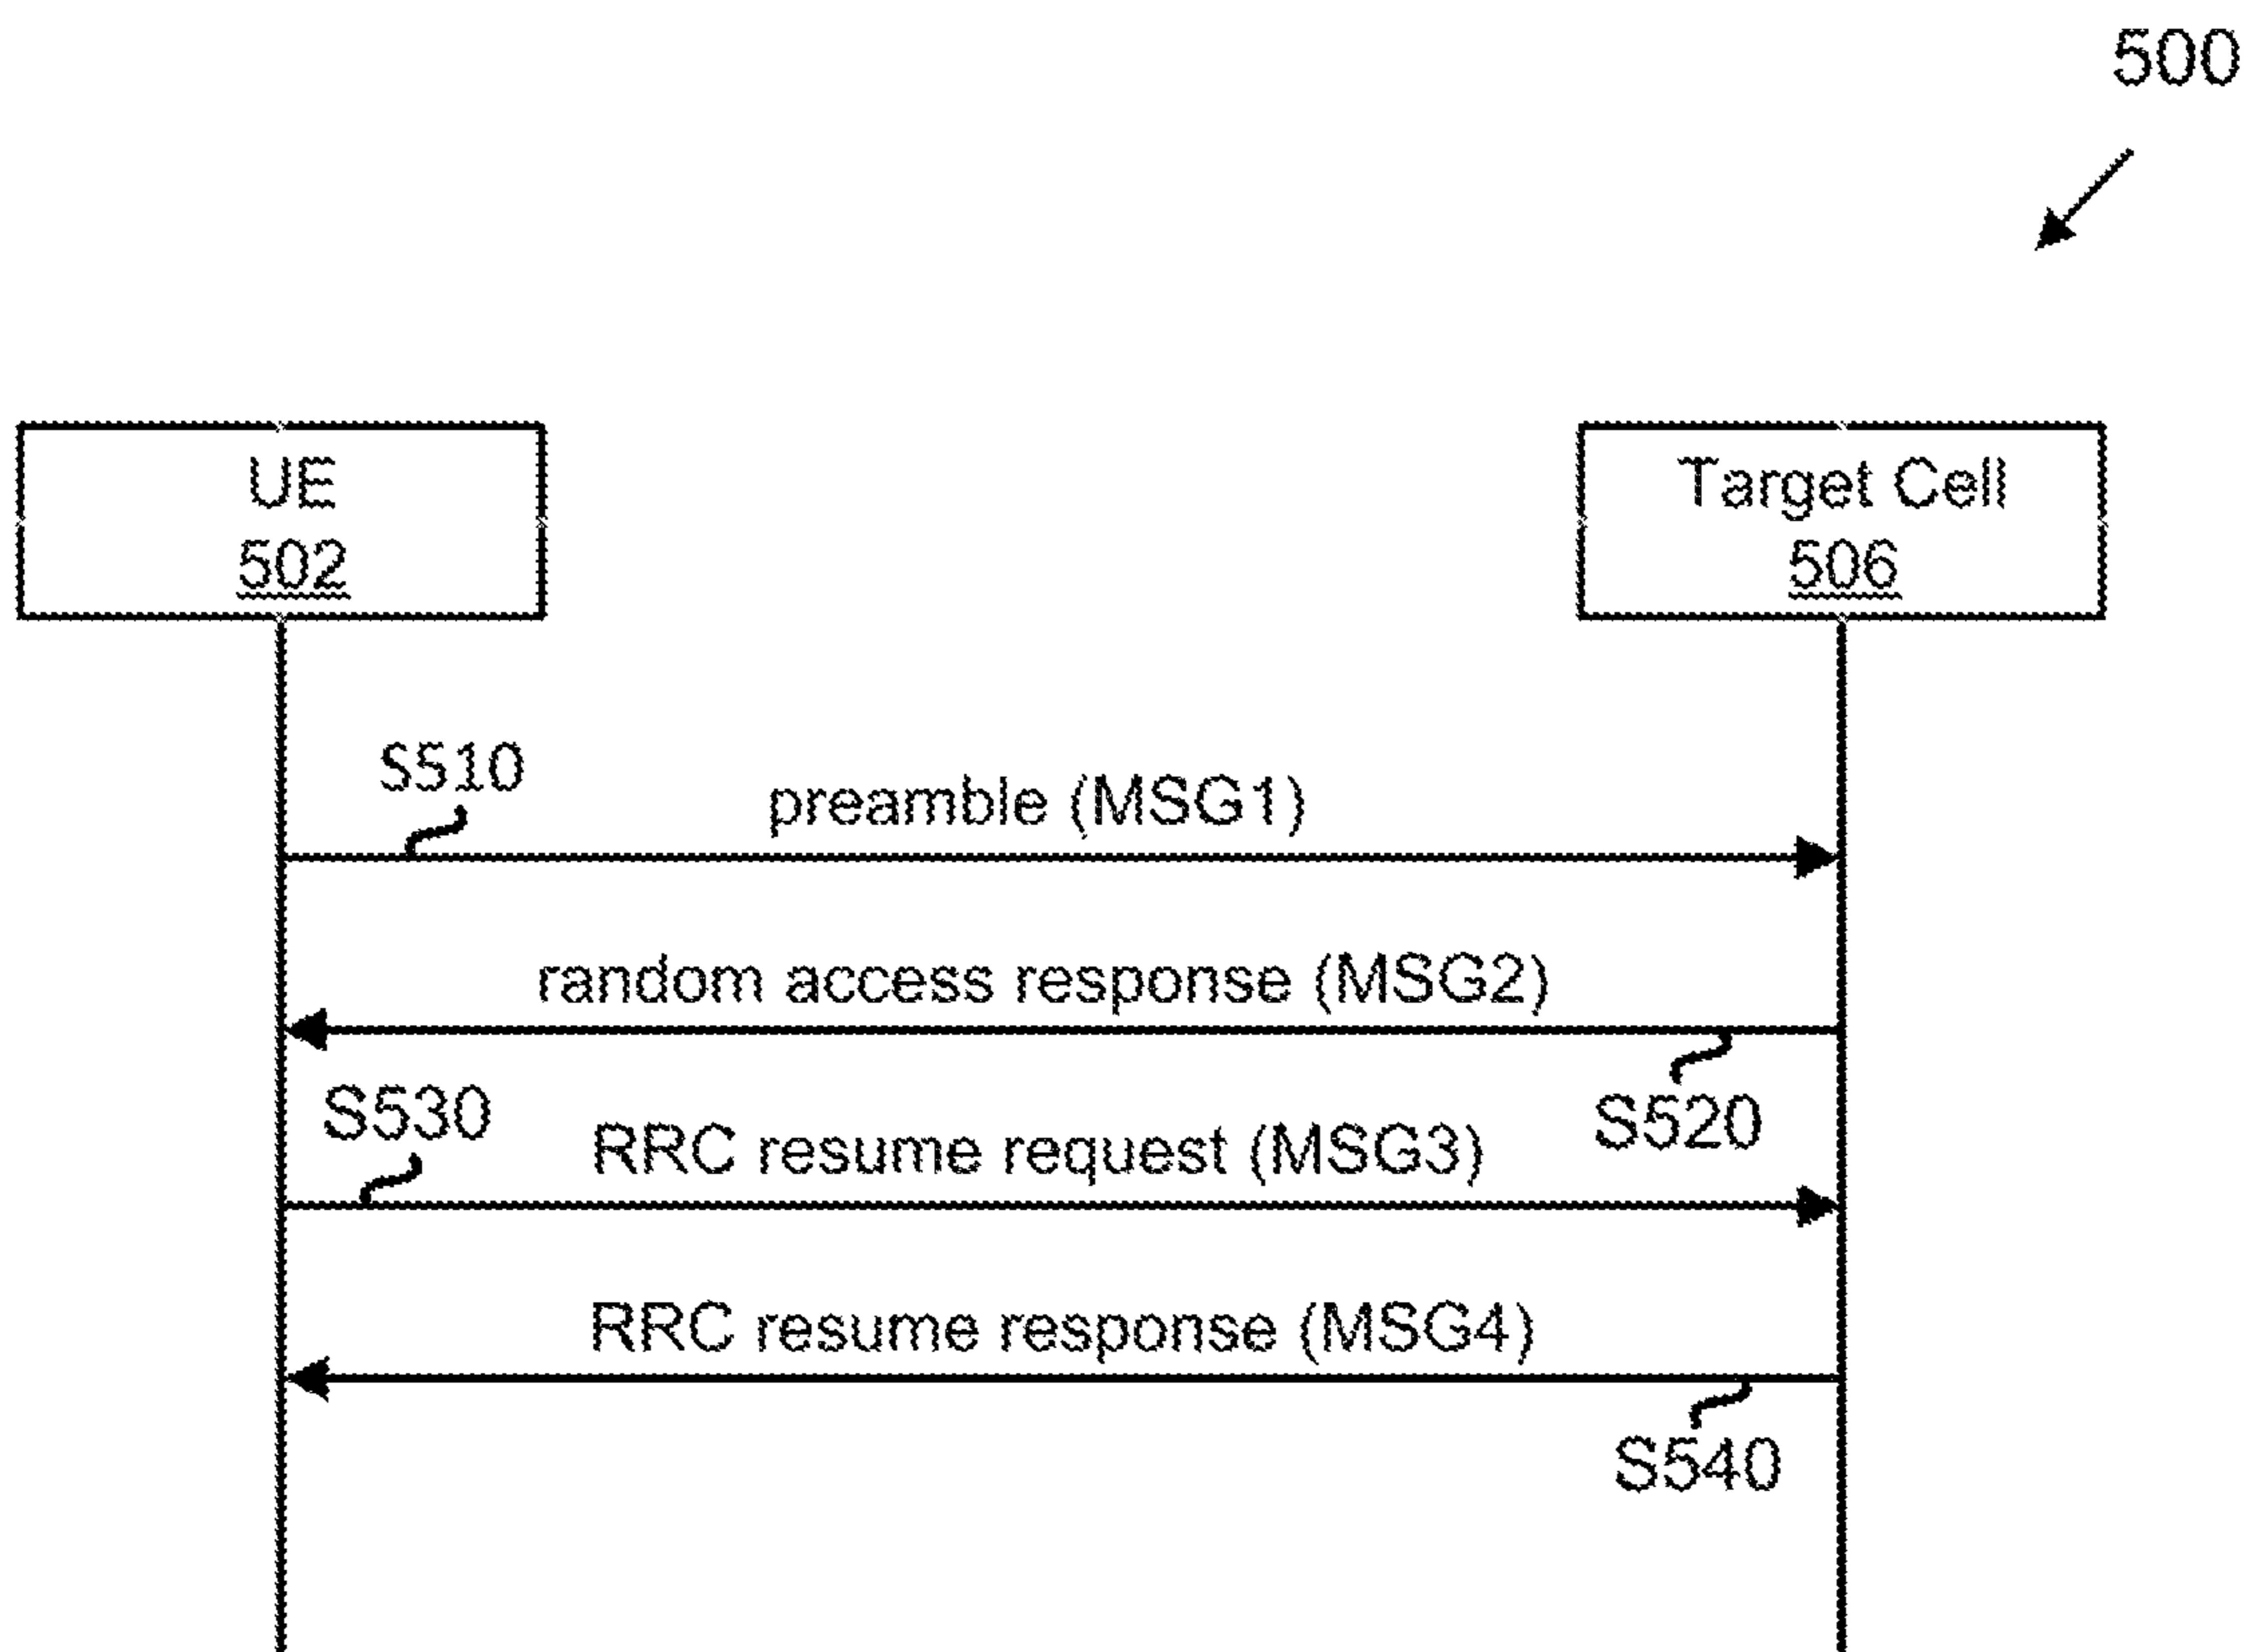 500
UE
502
Target Cell
506
S510
preamble (MSG1)
random access response (MSG2)
S520
S530
RRC resume request (MSG3)
RRC resume response (MSG4)
S540